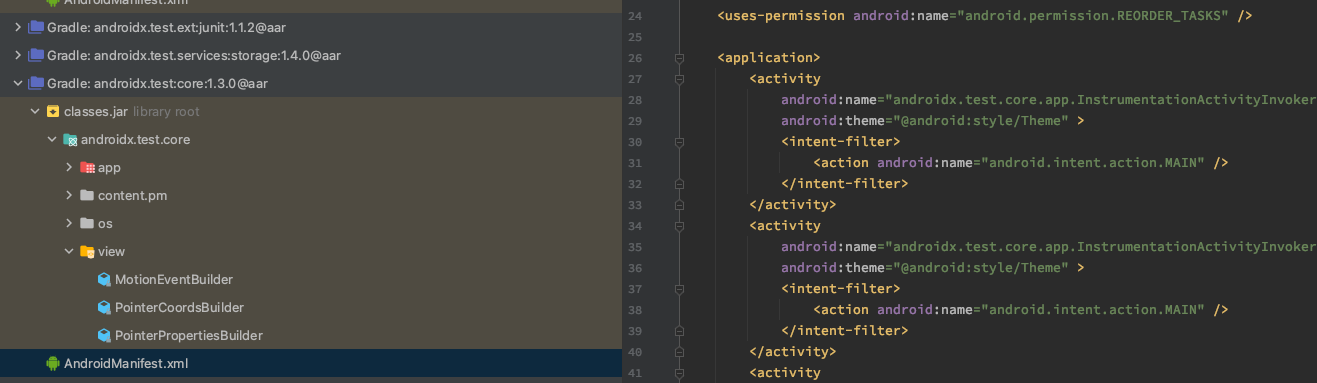 AndroidManifest.xml
Gradle: androidx.test.ext:junit:1.1.2@aar
Gradle: androidx.test.services:storage:1.4.0@aar
Gradle: androidx.test:core:1.3.0@aar
classes.jar library root
androidx.test.core
app
content.pm
os
view
MotionEventBuilder
PointerCoordsBuilder
PointerPropertiesBuilder
AndroidManifest.xml
24 <uses-permission android:name="android.permission.REORDER_TASKS" />
25
26 <application>
27 <activity
28 android:name="androidx.test.core.app.InstrumentationActivityInvoker
29 android:theme="@android:style/Theme" >
30 <intent-filter>
31 <action android:name="android.intent.action.MAIN" />
32 </intent-filter>
33 </activity>
34 <activity
35 android:name="androidx.test.core.app.InstrumentationActivityInvoker
36 android:theme="@android:style/Theme" >
37 <intent-filter>
38 <action android:name="android.intent.action.MAIN" />
39 </intent-filter>
40 </activity>
41 <activity